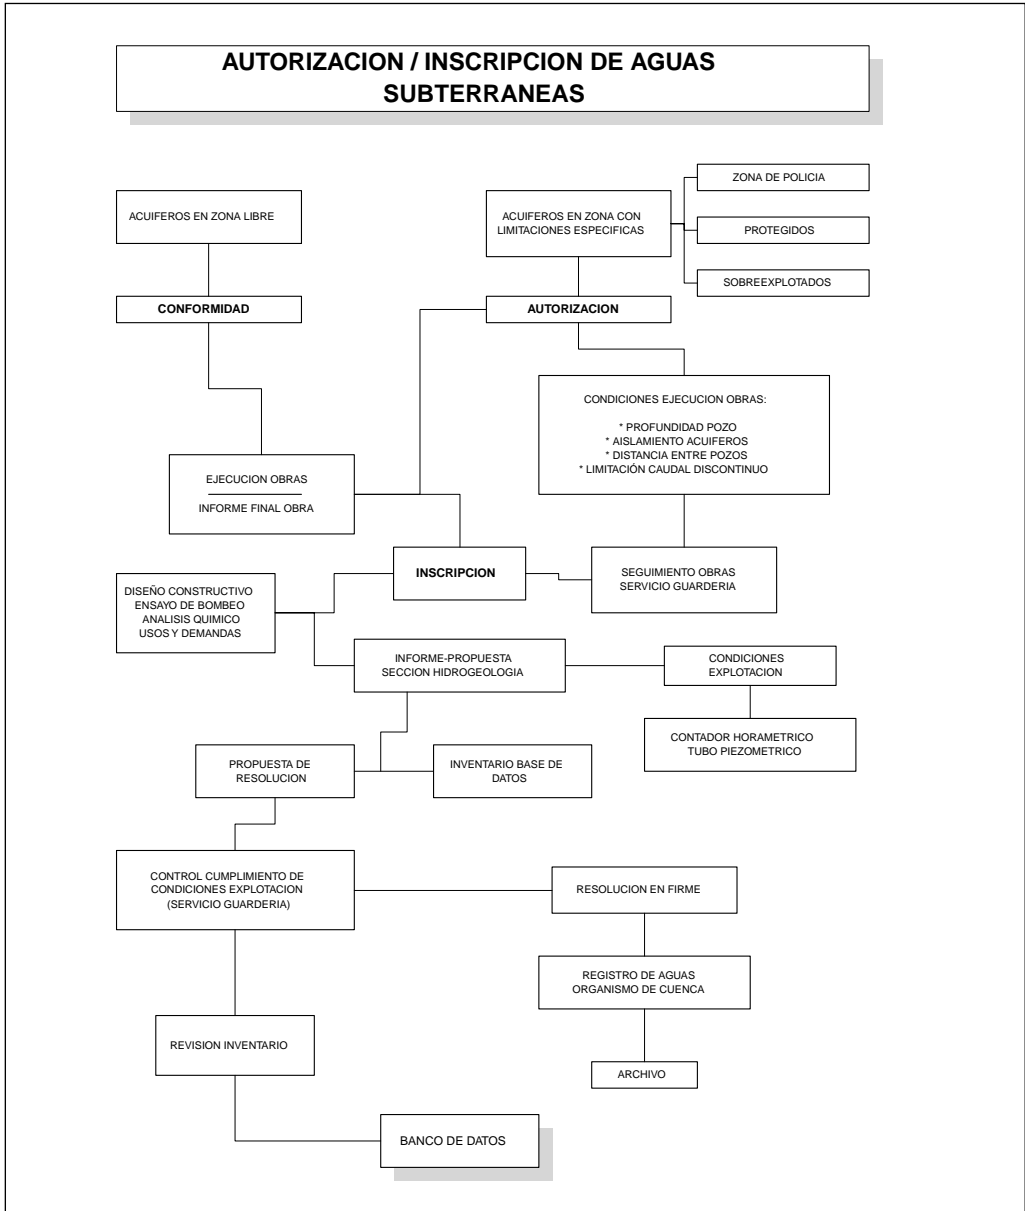 AUTORIZACION / INSCRIPCION DE AGUAS
SUBTERRANEAS
ZONA DE POLICIA
ACUIFEROS EN ZONA LIBRE
ACUIFEROS EN ZONA CON
LIMITACIONES ESPECIFICAS
PROTEGIDOS
SOBREEXPLOTADOS
CONFORMIDAD
AUTORIZACION
CONDICIONES EJECUCION OBRAS:
* PROFUNDIDAD POZO
* AISLAMIENTO ACUIFEROS
* DISTANCIA ENTRE POZOS
* LIMITACIÓN CAUDAL DISCONTINUO
EJECUCION OBRAS
INFORME FINAL OBRA
INSCRIPCION
SEGUIMIENTO OBRAS
SERVICIO GUARDERIA
DISEÑO CONSTRUCTIVO
ENSAYO DE BOMBEO
ANALISIS QUIMICO
USOS Y DEMANDAS
INFORME-PROPUESTA
SECCION HIDROGEOLOGIA
CONDICIONES
EXPLOTACION
CONTADOR HORAMETRICO
TUBO PIEZOMETRICO
PROPUESTA DE
RESOLUCION
INVENTARIO BASE DE
DATOS
CONTROL CUMPLIMIENTO DE
CONDICIONES EXPLOTACION
(SERVICIO GUARDERIA)
RESOLUCION EN FIRME
REGISTRO DE AGUAS
ORGANISMO DE CUENCA
REVISION INVENTARIO
ARCHIVO
BANCO DE DATOS